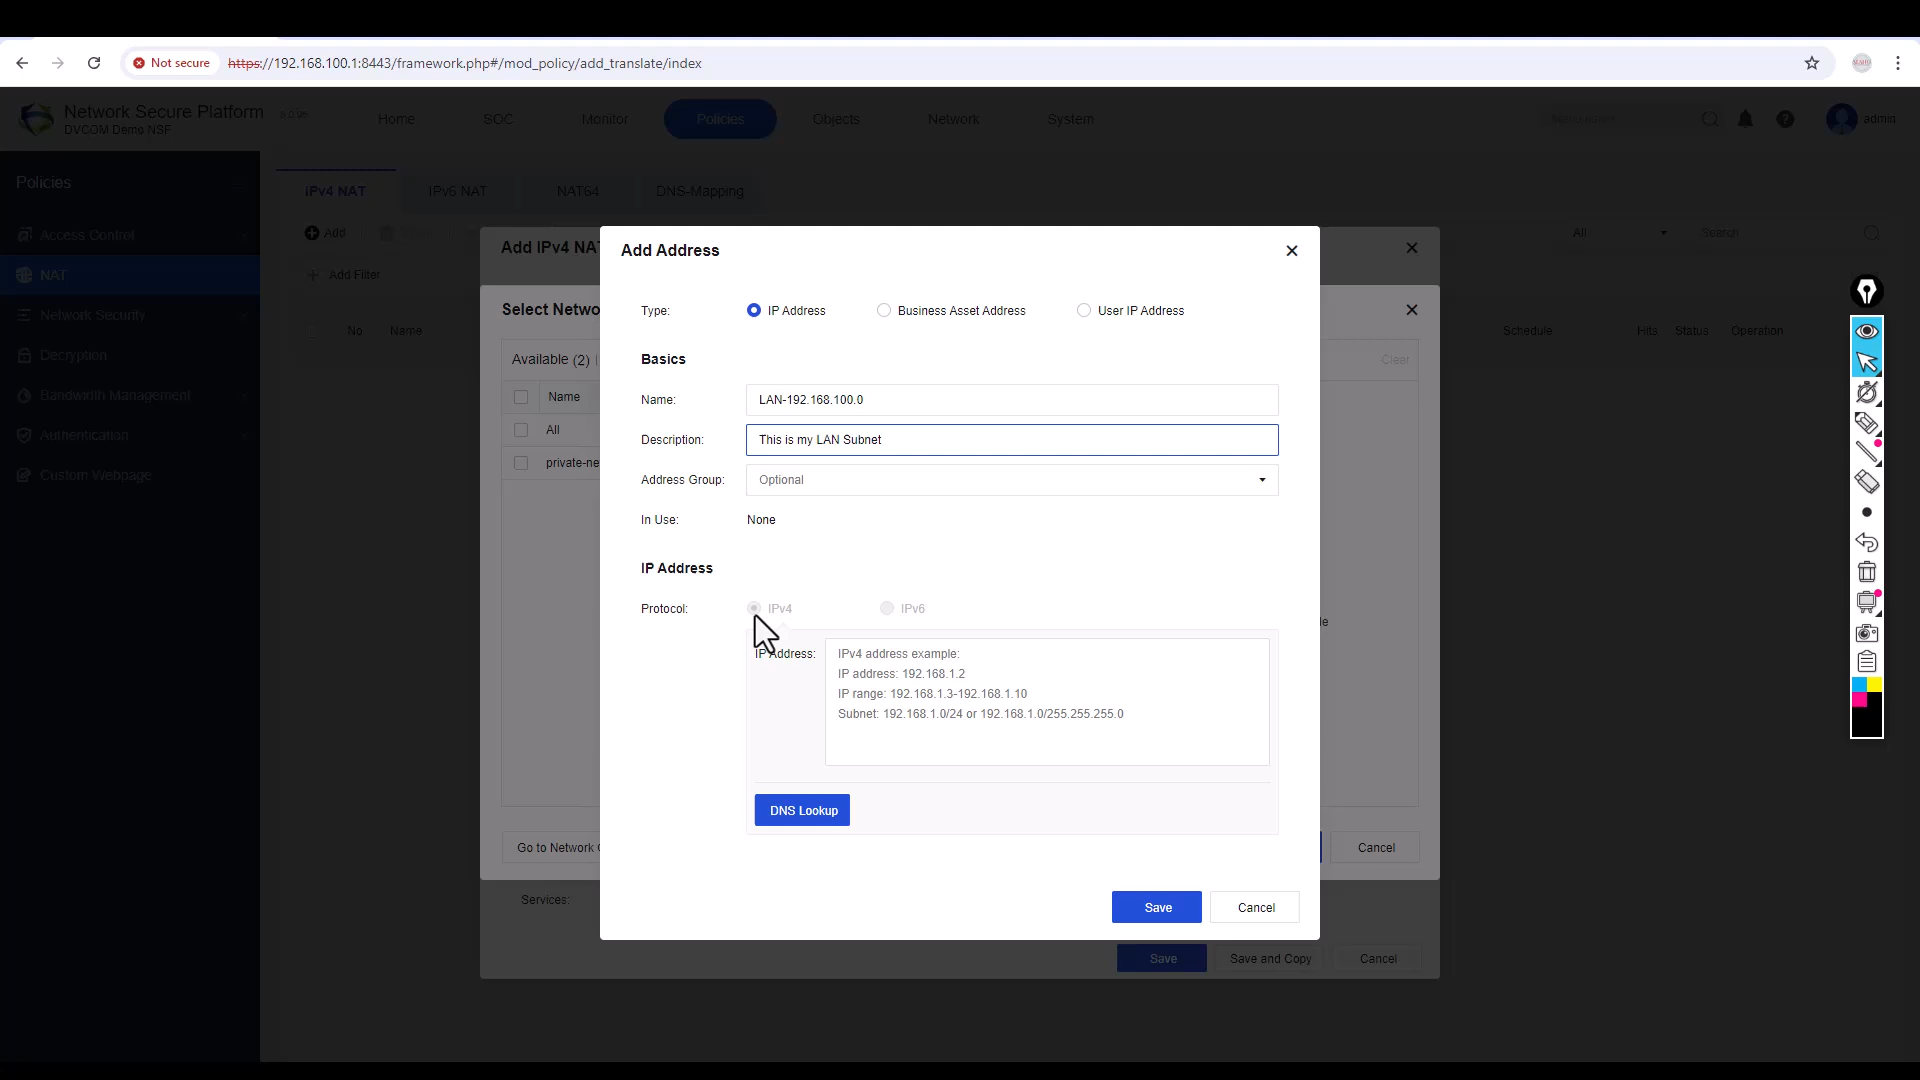 Not secure https://192.168.100.1:8443/framework.php#/mod_policy/add_translate/index
Network Secure Platform
DVCOM Demo NSF
Home SOC Monitor Policies Objects Network System
admin
Policies
Access Control
NAT
Network Security
Decryption
Bandwidth Management
Authentication
Custom Webpage
IPv4 NAT IPv6 NAT NAT64 DNS-Mapping
Add
All Search
Add Filter
No Name Schedule Hits Status Operation
Add IPv4 NAT
Select Netwo
Available (2)
Clear
Name
All
private-ne
le
Go to Network
Cancel
Services:
Save Save and Copy Cancel
Add Address
Type: IP Address Business Asset Address User IP Address
Basics
Name: LAN-192.168.100.0
Description: This is my LAN Subnet
Address Group: Optional
In Use: None
IP Address
Protocol: IPv4 IPv6
IP Address: IPv4 address example:
IP address: 192.168.1.2
IP range: 192.168.1.3-192.168.1.10
Subnet: 192.168.1.0/24 or 192.168.1.0/255.255.255.0
DNS Lookup
Save Cancel